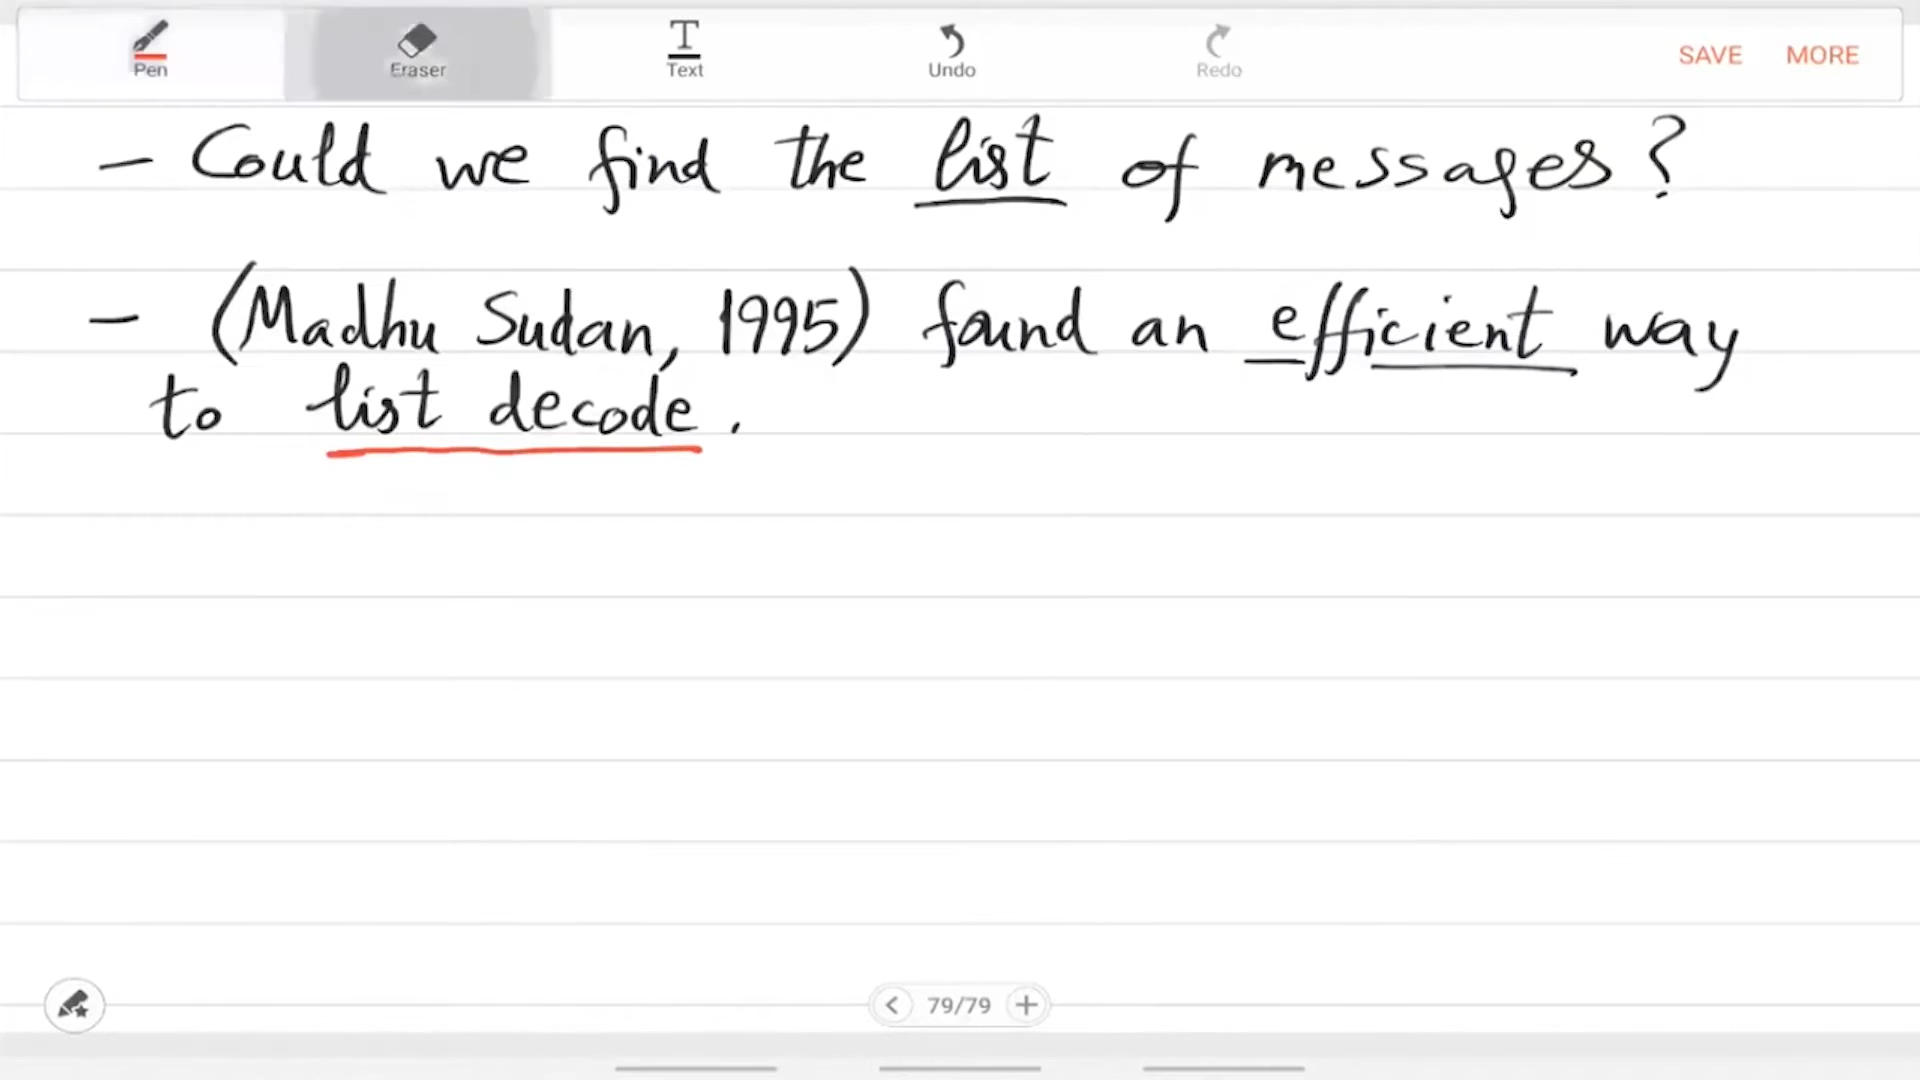 Pen Eraser Text Undo Redo SAVE MORE
- Could we find the list of messages?
- (Madhu Sudan, 1995) found an efficient way
to list decode.
79/79